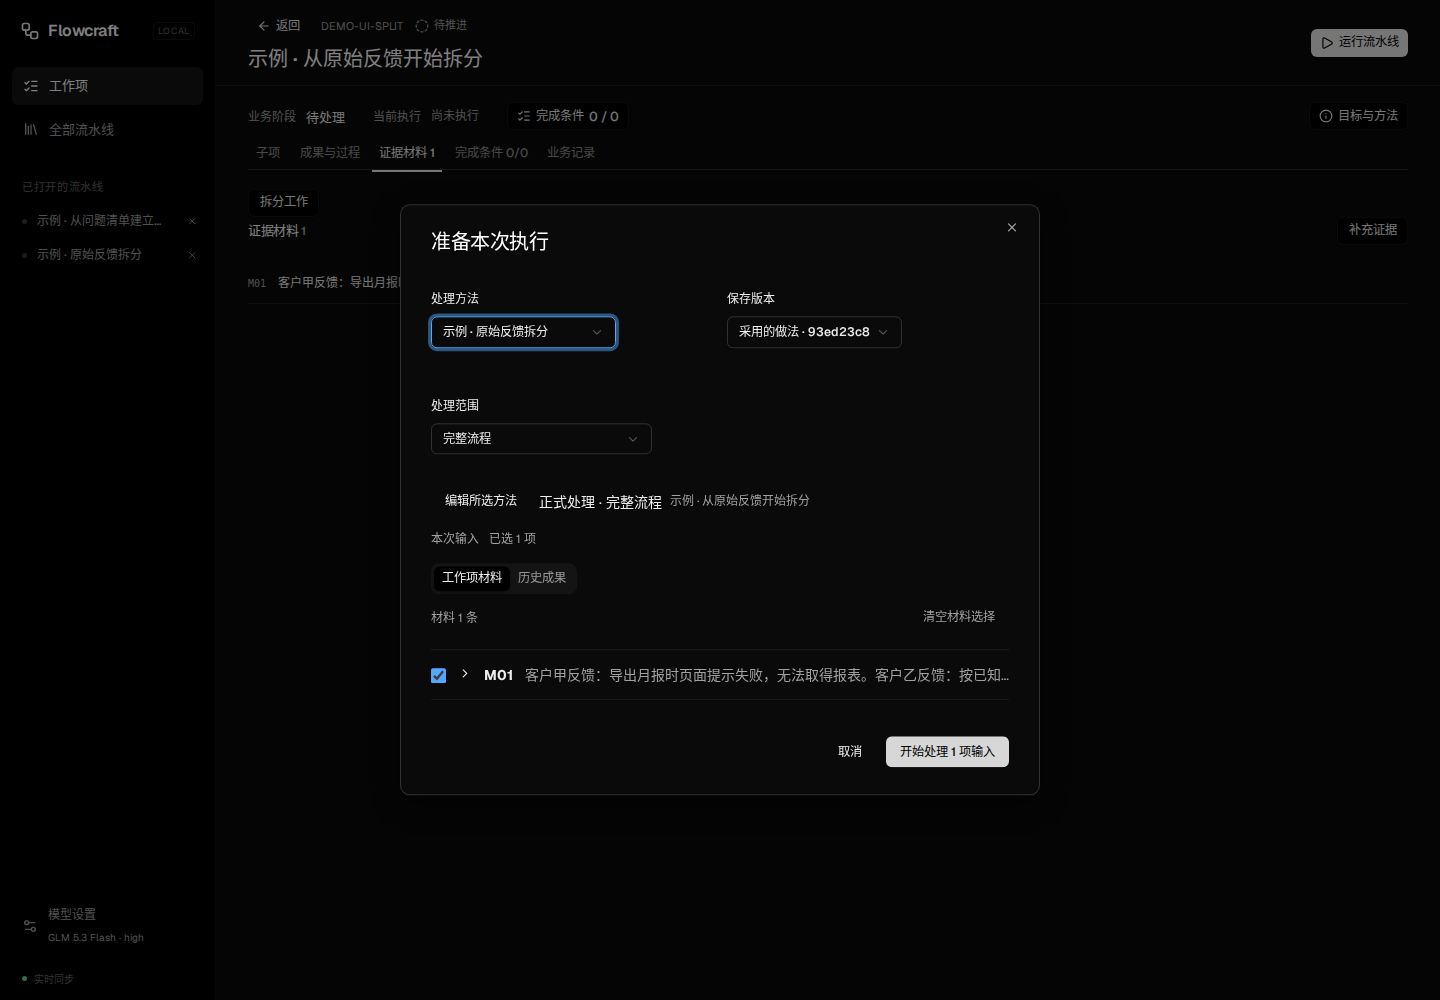 Flowcraft LOCAL
工作项
全部流水线
已打开的流水线
示例 · 从问题清单建立…
示例 · 原始反馈拆分
模型设置
GLM 5.3 Flash · high
实时同步
返回 DEMO-UI-SPLIT 待推进
示例 · 从原始反馈开始拆分
运行流水线
业务阶段 待处理 当前执行 尚未执行 完成条件 0 / 0 目标与方法
子项 成果与过程 证据材料 1 完成条件 0/0 业务记录
拆分工作
证据材料 1 补充证据
M01 客户甲反馈：导出月报
准备本次执行
处理方法 保存版本
示例 · 原始反馈拆分 采用的做法 · 93ed23c8
处理范围
完整流程
编辑所选方法 正式处理 · 完整流程 示例 · 从原始反馈开始拆分
本次输入 已选 1 项
工作项材料 历史成果
材料 1 条 清空材料选择
M01 客户甲反馈：导出月报时页面提示失败，无法取得报表。客户乙反馈：按已知…
取消 开始处理 1 项输入